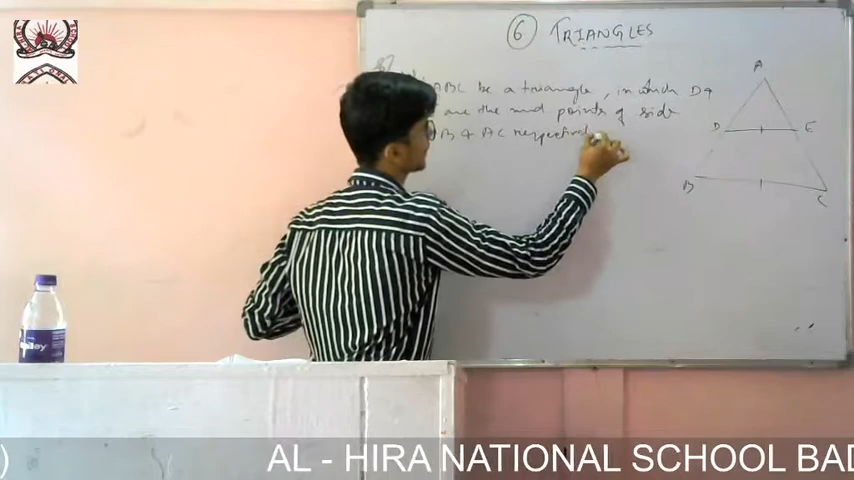 6 TRIANGLES
ABC be a triangle, in which D &
are the mid points of side
B & AC respectivel
A
D
E
B
C
AL - HIRA NATIONAL SCHOOL BAD